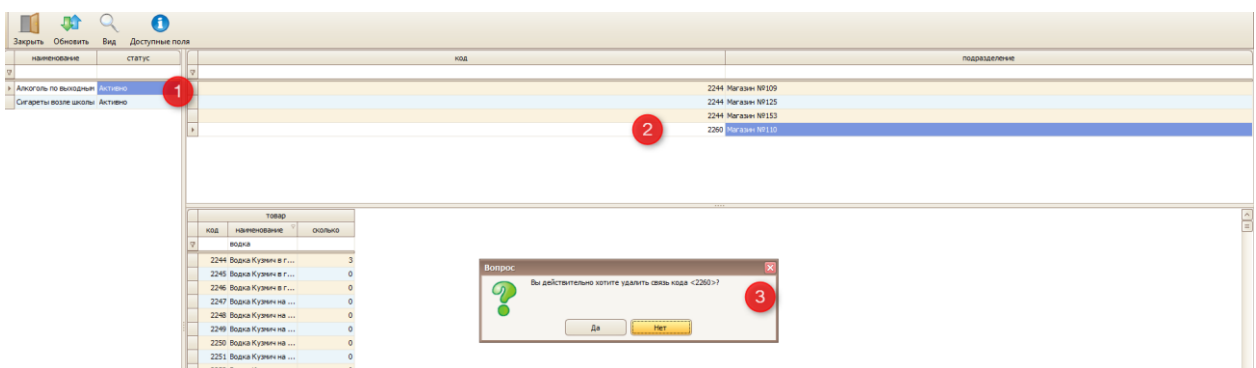 Закрыть Обновить Вид Доступные поля
наименование статус
Алкоголь по выходным Активно
Сигареты возле школы Активно
1
код подразделение
2244 Магазин №109
2244 Магазин №125
2244 Магазин №153
2260 Магазин №110
2
товар
код наименование сколько
водка
2244 Водка Кузмич в г... 3
2245 Водка Кузмич в г... 0
2246 Водка Кузмич в г... 0
2247 Водка Кузмич на ... 0
2248 Водка Кузмич на ... 0
2249 Водка Кузмич на ... 0
2250 Водка Кузмич на ... 0
2251 Водка Кузмич на ... 0
Вопрос
Вы действительно хотите удалить связь кода <2260>?
3
Да Нет